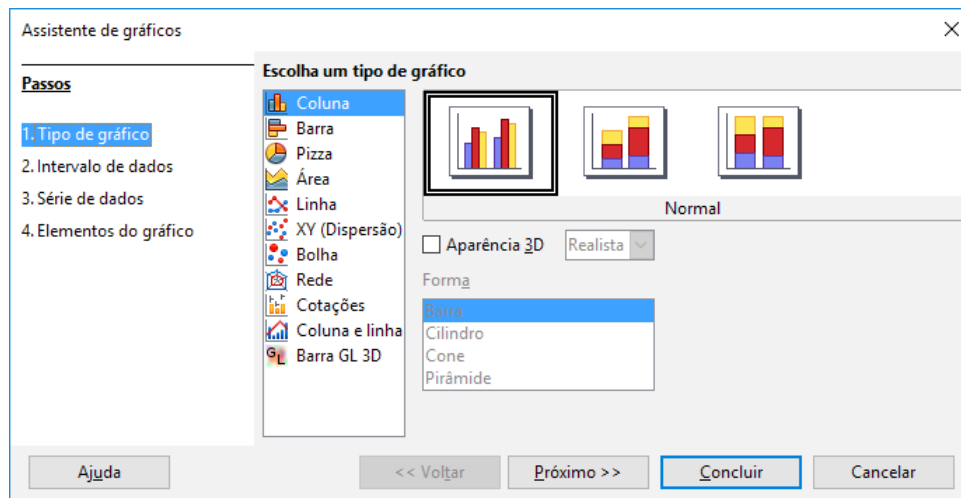 Assistente de gráficos
Passos
1. Tipo de gráfico
2. Intervalo de dados
3. Série de dados
4. Elementos do gráfico
Escolha um tipo de gráfico
Coluna
Barra
Pizza
Área
Linha
XY (Dispersão)
Bolha
Rede
Cotações
Coluna e linha
GL Barra GL 3D
Normal
Aparência 3D Realista
Forma
Barra
Cilindro
Cone
Pirâmide
Ajuda << Voltar Próximo >> Concluir Cancelar